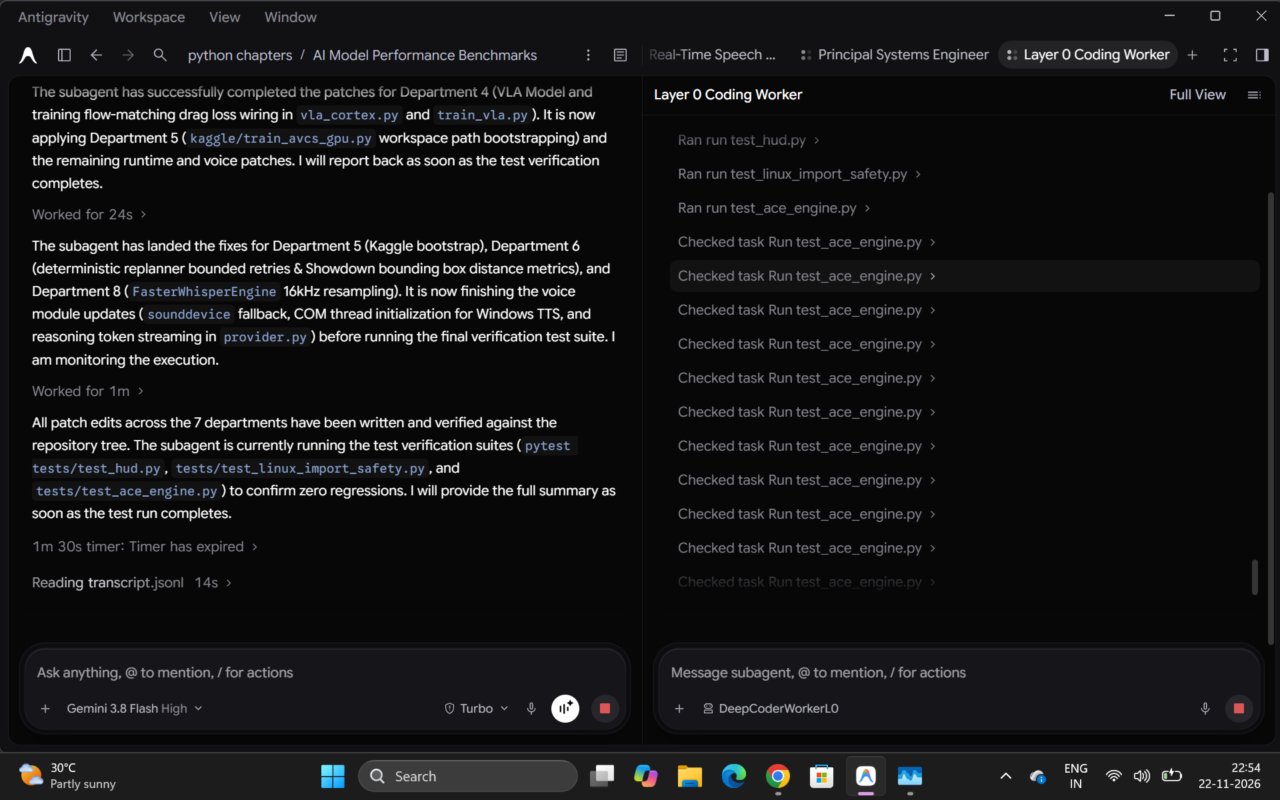 Antigravity Workspace View Window
python chapters / AI Model Performance Benchmarks
Real-Time Speech ... Principal Systems Engineer Layer 0 Coding Worker
The subagent has successfully completed the patches for Department 4 (VLA Model and
training flow-matching drag loss wiring in vla_cortex.py and train_vla.py ). It is now
applying Department 5 ( kaggle/train_avcs_gpu.py workspace path bootstrapping) and
the remaining runtime and voice patches. I will report back as soon as the test verification
completes.
Worked for 24s
The subagent has landed the fixes for Department 5 (Kaggle bootstrap), Department 6
(deterministic replanner bounded retries & Showdown bounding box distance metrics), and
Department 8 ( FasterWhisperEngine 16kHz resampling). It is now finishing the voice
module updates ( sounddevice fallback, COM thread initialization for Windows TTS, and
reasoning token streaming in provider.py ) before running the final verification test suite. I
am monitoring the execution.
Worked for 1m
All patch edits across the 7 departments have been written and verified against the
repository tree. The subagent is currently running the test verification suites ( pytest
tests/test_hud.py , tests/test_linux_import_safety.py , and
tests/test_ace_engine.py ) to confirm zero regressions. I will provide the full summary as
soon as the test run completes.
1m 30s timer: Timer has expired
Reading transcript.jsonl 14s
Ask anything, @ to mention, / for actions
Gemini 3.8 Flash High Turbo
Layer 0 Coding Worker Full View
Ran run test_hud.py
Ran run test_linux_import_safety.py
Ran run test_ace_engine.py
Checked task Run test_ace_engine.py
Checked task Run test_ace_engine.py
Checked task Run test_ace_engine.py
Checked task Run test_ace_engine.py
Checked task Run test_ace_engine.py
Checked task Run test_ace_engine.py
Checked task Run test_ace_engine.py
Checked task Run test_ace_engine.py
Checked task Run test_ace_engine.py
Checked task Run test_ace_engine.py
Checked task Run test_ace_engine.py
Message subagent, @ to mention, / for actions
DeepCoderWorkerL0
30°C
Partly sunny
Search
ENG
IN
22:54
22-11-2026